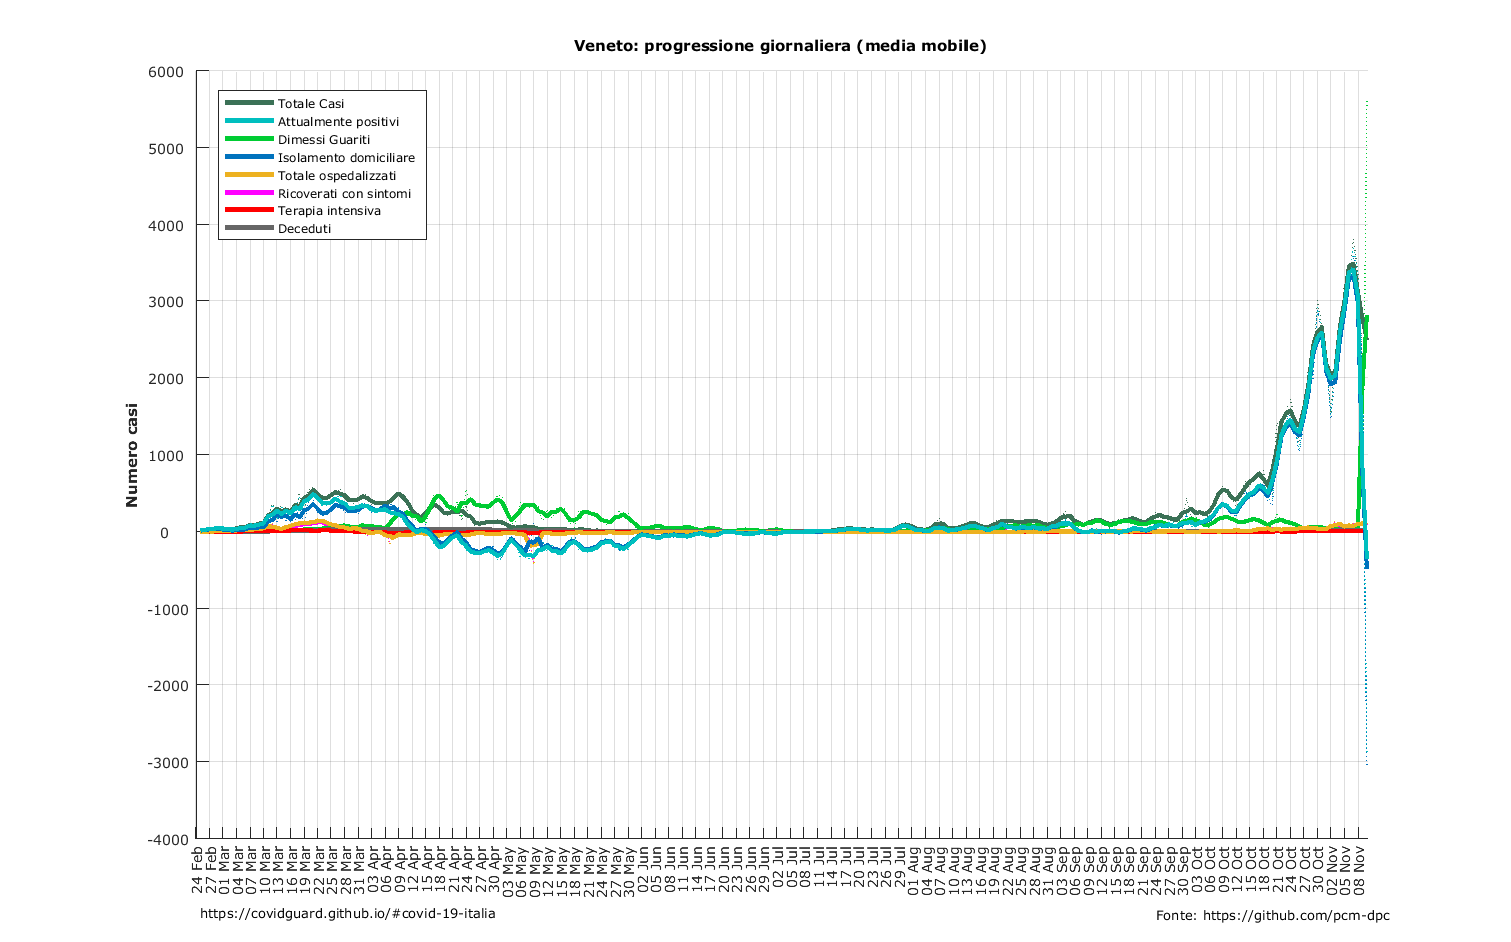 Veneto: progressione giornaliera (media mobile)
6000
5000
4000
3000
2000
1000
0
-1000
-2000
-3000
-4000
Numero casi
Totale Casi
Attualmente positivi
Dimessi Guariti
Isolamento domiciliare
Totale ospedalizzati
Ricoverati con sintomi
Terapia intensiva
Deceduti
24 Feb
27 Feb
01 Mar
04 Mar
07 Mar
10 Mar
13 Mar
16 Mar
19 Mar
22 Mar
25 Mar
28 Mar
31 Mar
03 Apr
06 Apr
09 Apr
12 Apr
15 Apr
18 Apr
21 Apr
24 Apr
27 Apr
30 Apr
03 May
06 May
09 May
12 May
15 May
18 May
21 May
24 May
27 May
30 May
02 Jun
05 Jun
08 Jun
11 Jun
14 Jun
17 Jun
20 Jun
23 Jun
26 Jun
29 Jun
02 Jul
05 Jul
08 Jul
11 Jul
14 Jul
17 Jul
20 Jul
23 Jul
26 Jul
29 Jul
01 Aug
04 Aug
07 Aug
10 Aug
13 Aug
16 Aug
19 Aug
22 Aug
25 Aug
28 Aug
31 Aug
03 Sep
06 Sep
09 Sep
12 Sep
15 Sep
18 Sep
21 Sep
24 Sep
27 Sep
30 Sep
03 Oct
06 Oct
09 Oct
12 Oct
15 Oct
18 Oct
21 Oct
24 Oct
27 Oct
30 Oct
02 Nov
05 Nov
08 Nov
https://covidguard.github.io/#covid-19-italia
Fonte: https://github.com/pcm-dpc